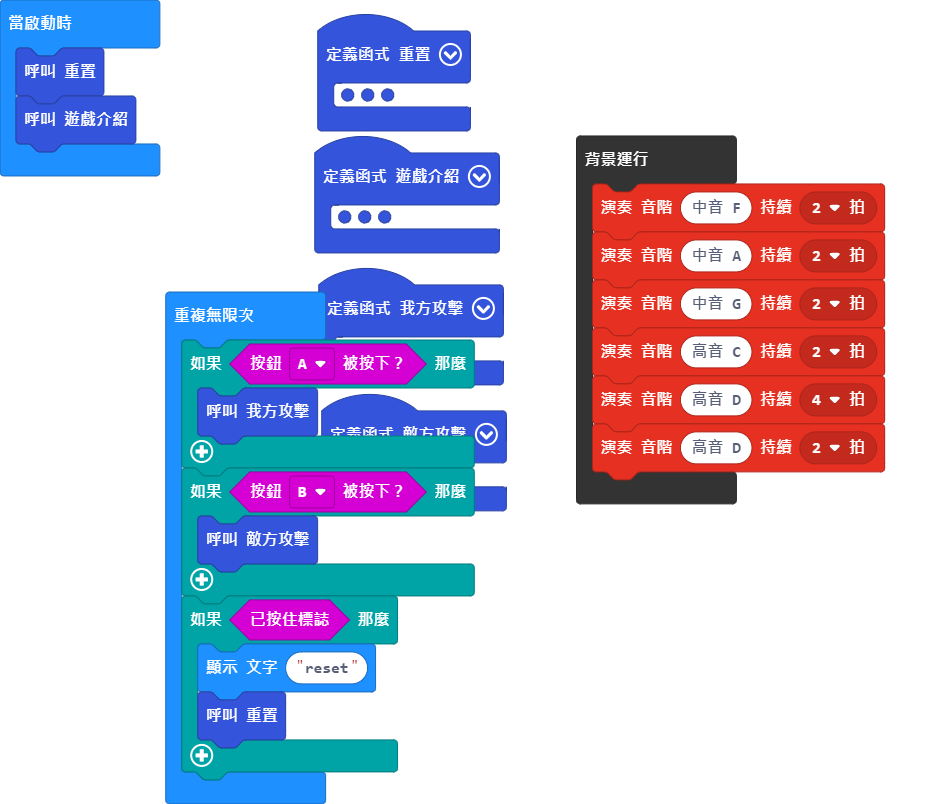 當啟動時
呼叫 重置
呼叫 遊戲介紹
定義函式 重置
定義函式 遊戲介紹
定義函式 我方攻擊
定義函式 敵方攻擊
重複無限次
如果 按鈕 A 被按下? 那麼
呼叫 我方攻擊
如果 按鈕 B 被按下? 那麼
呼叫 敵方攻擊
如果 已按住標誌 那麼
顯示 文字 "reset"
呼叫 重置
背景運行
演奏 音階 中音 F 持續 2 拍
演奏 音階 中音 A 持續 2 拍
演奏 音階 中音 G 持續 2 拍
演奏 音階 高音 C 持續 2 拍
演奏 音階 高音 D 持續 4 拍
演奏 音階 高音 D 持續 2 拍